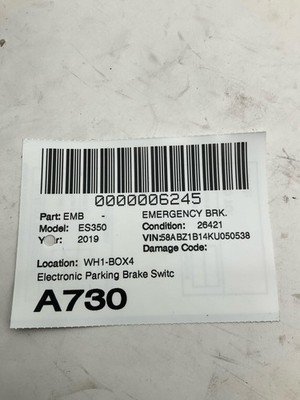 0000006245
Part: EMB - EMERGENCY BRK.
Model: ES350 Condition: 26421
Year: 2019 VIN:58ABZ1B14KU050538
Damage Code:
Location: WH1-BOX4
Electronic Parking Brake Switc
A730